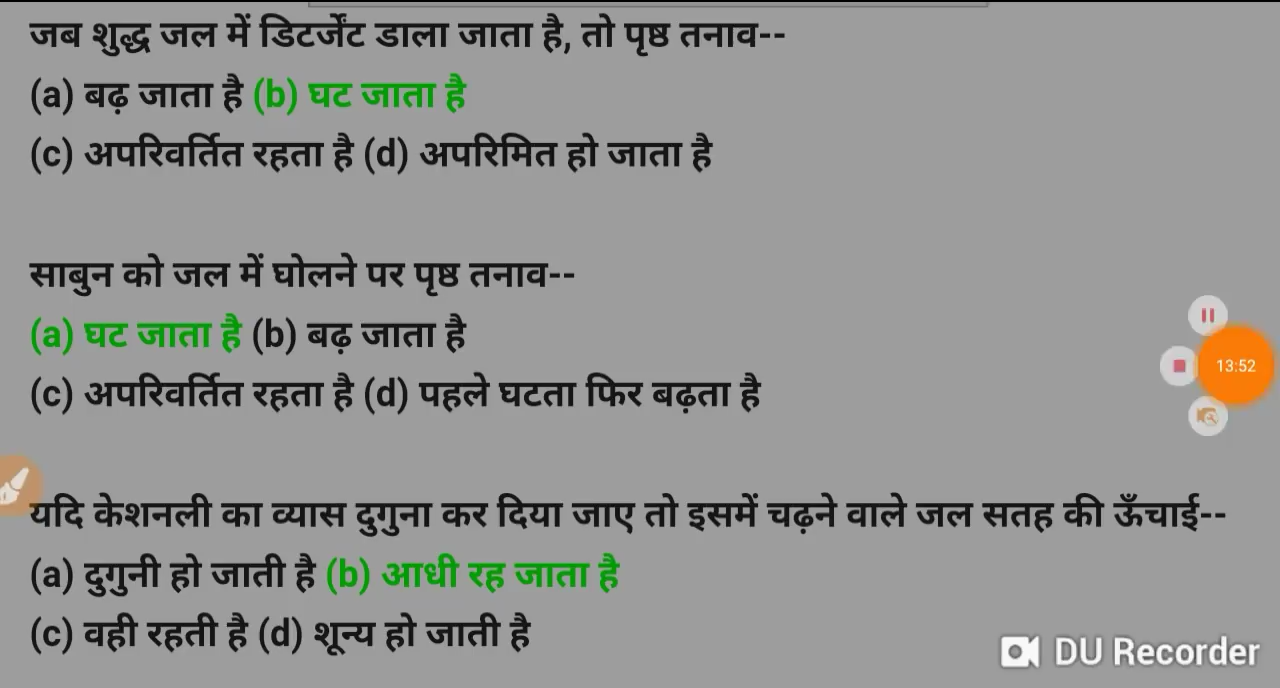 जब शुद्ध जल में डिटर्जेंट डाला जाता है, तो पृष्ठ तनाव--
(a) बढ़ जाता है (b) घट जाता है
(c) अपरिवर्तित रहता है (d) अपरिमित हो जाता है
साबुन को जल में घोलने पर पृष्ठ तनाव--
(a) घट जाता है (b) बढ़ जाता है
(c) अपरिवर्तित रहता है (d) पहले घटता फिर बढ़ता है
13:52
यदि केशनली का व्यास दुगुना कर दिया जाए तो इसमें चढ़ने वाले जल सतह की ऊँचाई--
(a) दुगुनी हो जाती है (b) आधी रह जाता है
(c) वही रहती है (d) शून्य हो जाती है
DU Recorder